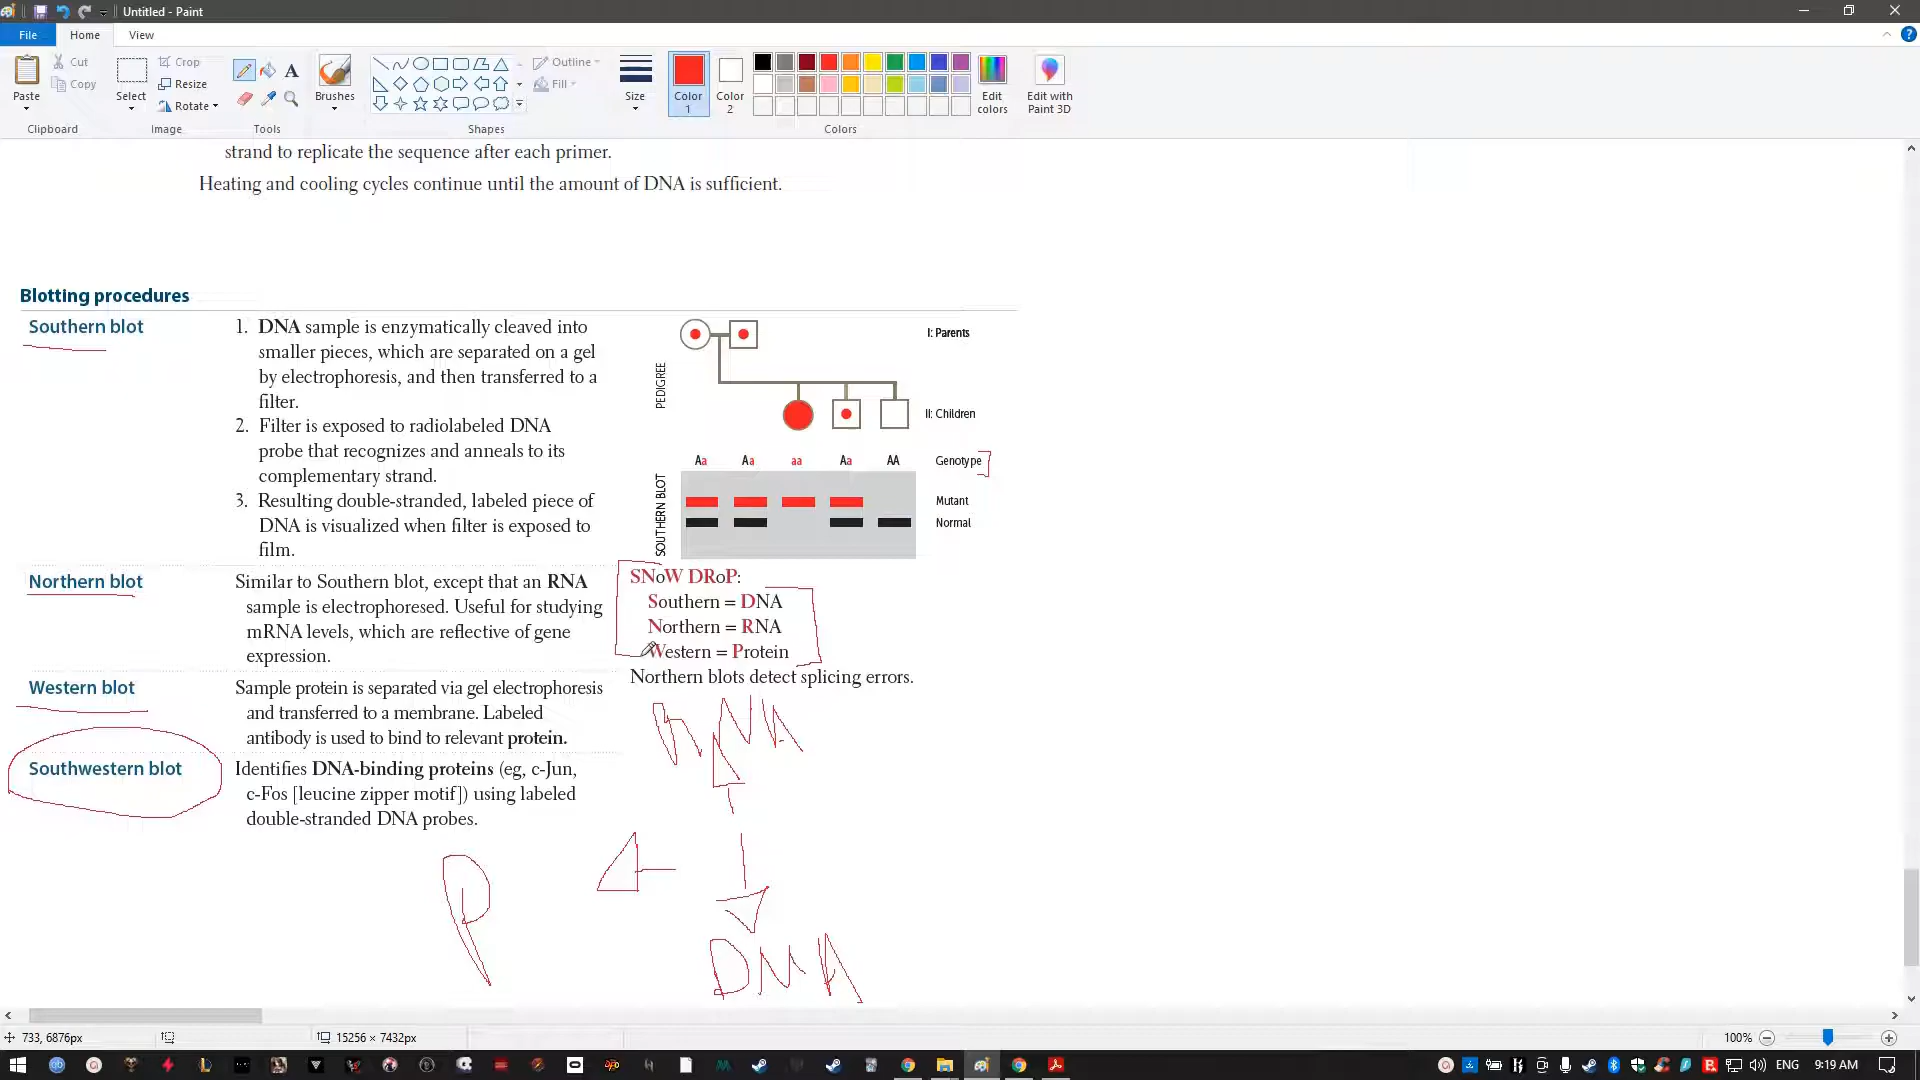 Untitled - Paint
File
Home
View
Paste
Cut
Copy
Clipboard
Select
Crop
Resize
Rotate
Image
A
Tools
Brushes
Shapes
Outline
Fill
Size
Color 1
Color 2
Edit colors
Edit with Paint 3D
Colors
strand to replicate the sequence after each primer.
Heating and cooling cycles continue until the amount of DNA is sufficient.
Blotting procedures
Southern blot
1. DNA sample is enzymatically cleaved into
smaller pieces, which are separated on a gel
by electrophoresis, and then transferred to a
filter.
2. Filter is exposed to radiolabeled DNA
probe that recognizes and anneals to its
complementary strand.
3. Resulting double-stranded, labeled piece of
DNA is visualized when filter is exposed to
film.
PEDIGREE
I: Parents
II: Children
Aa Aa aa Aa AA Genotype
SOUTHERN BLOT
Mutant
Normal
Northern blot
Similar to Southern blot, except that an RNA
sample is electrophoresed. Useful for studying
mRNA levels, which are reflective of gene
expression.
SNoW DRoP:
Southern = DNA
Northern = RNA
Western = Protein
Northern blots detect splicing errors.
Western blot
Sample protein is separated via gel electrophoresis
and transferred to a membrane. Labeled
antibody is used to bind to relevant protein.
Southwestern blot
Identifies DNA-binding proteins (eg, c-Jun,
c-Fos [leucine zipper motif]) using labeled
double-stranded DNA probes.
RNA
P
DNA
733, 6876px
15256 × 7432px
100%
ENG
9:19 AM